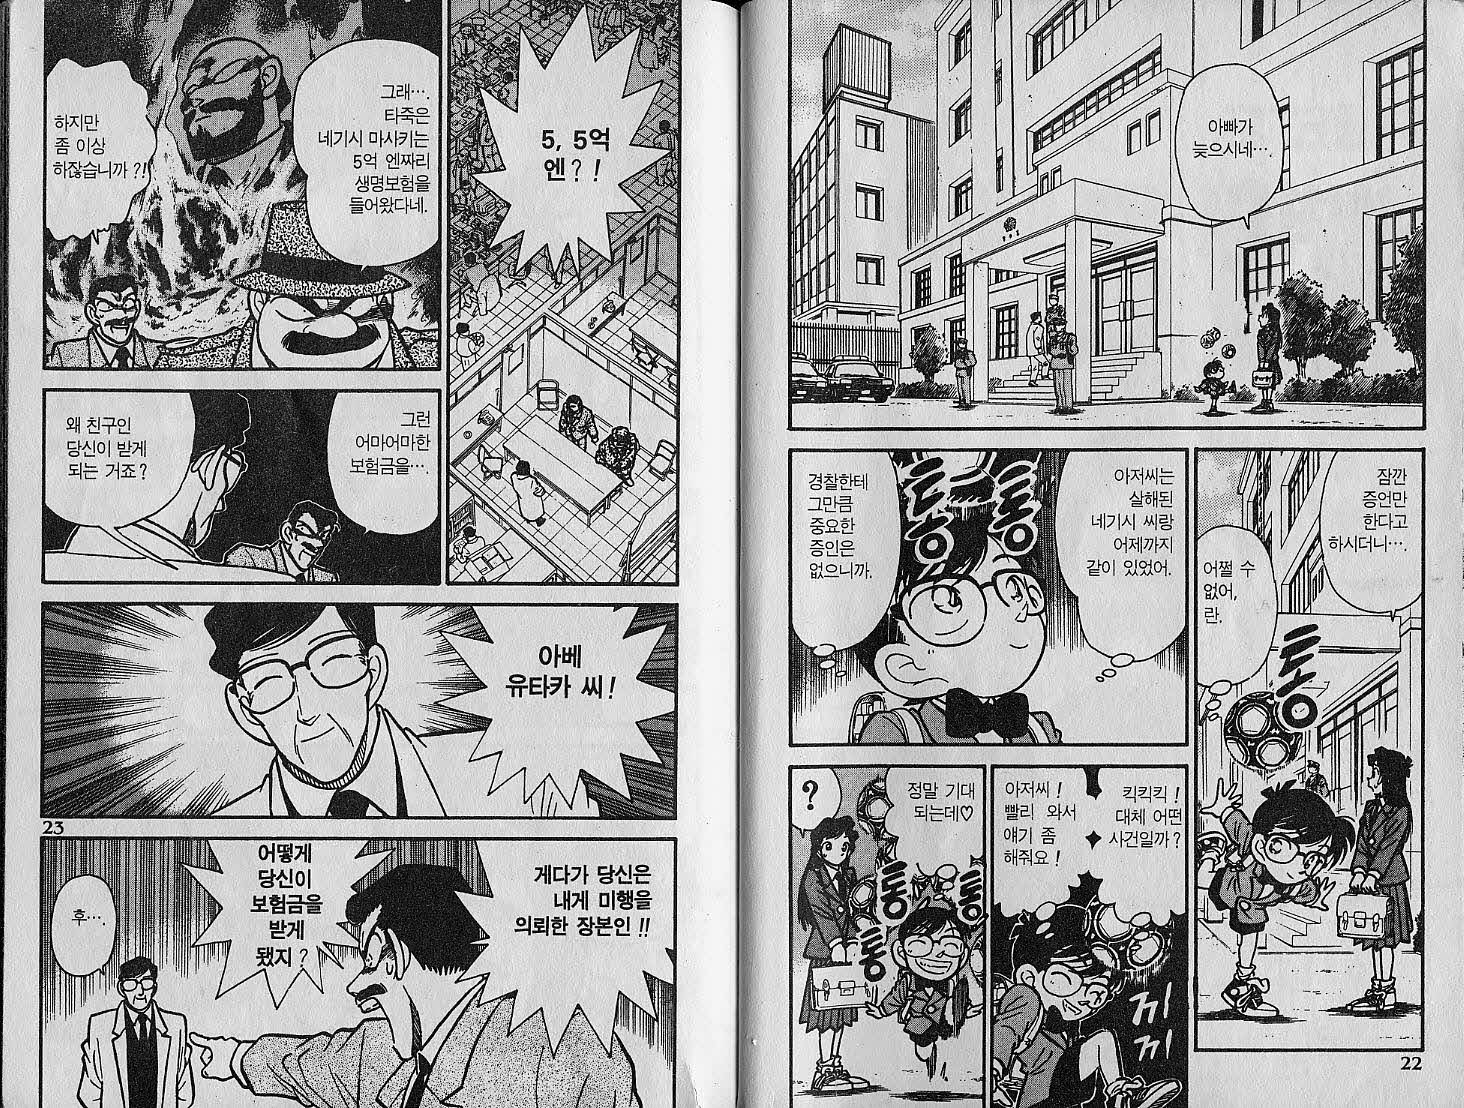 아빠가
늦으시네….
잠깐
증언만
한다고
하시더니….
어쩔 수
없어,
란.
통
아저씨는
살해된
네기시 씨랑
어제까지
같이 있었어.
경찰한테
그만큼
중요한
증인은
없으니까.
통
통
킥킥킥!
대체 어떤
사건일까?
아저씨!
빨리 와서
얘기 좀
해줘요!
끼끼
정말 기대
되는데♡
?
통
통
통
22
5, 5억
엔?!
그래….
타죽은
네기시 마사키는
5억 엔짜리
생명보험을
들어왔다네.
하지만
좀 이상
하잖습니까?!
그런
어마어마한
보험금을….
왜 친구인
당신이 받게
되는 거죠?
아베
유타카 씨!
23
게다가 당신은
내게 미행을
의뢰한 장본인!!
어떻게
당신이
보험금을
받게
됐지?
후….